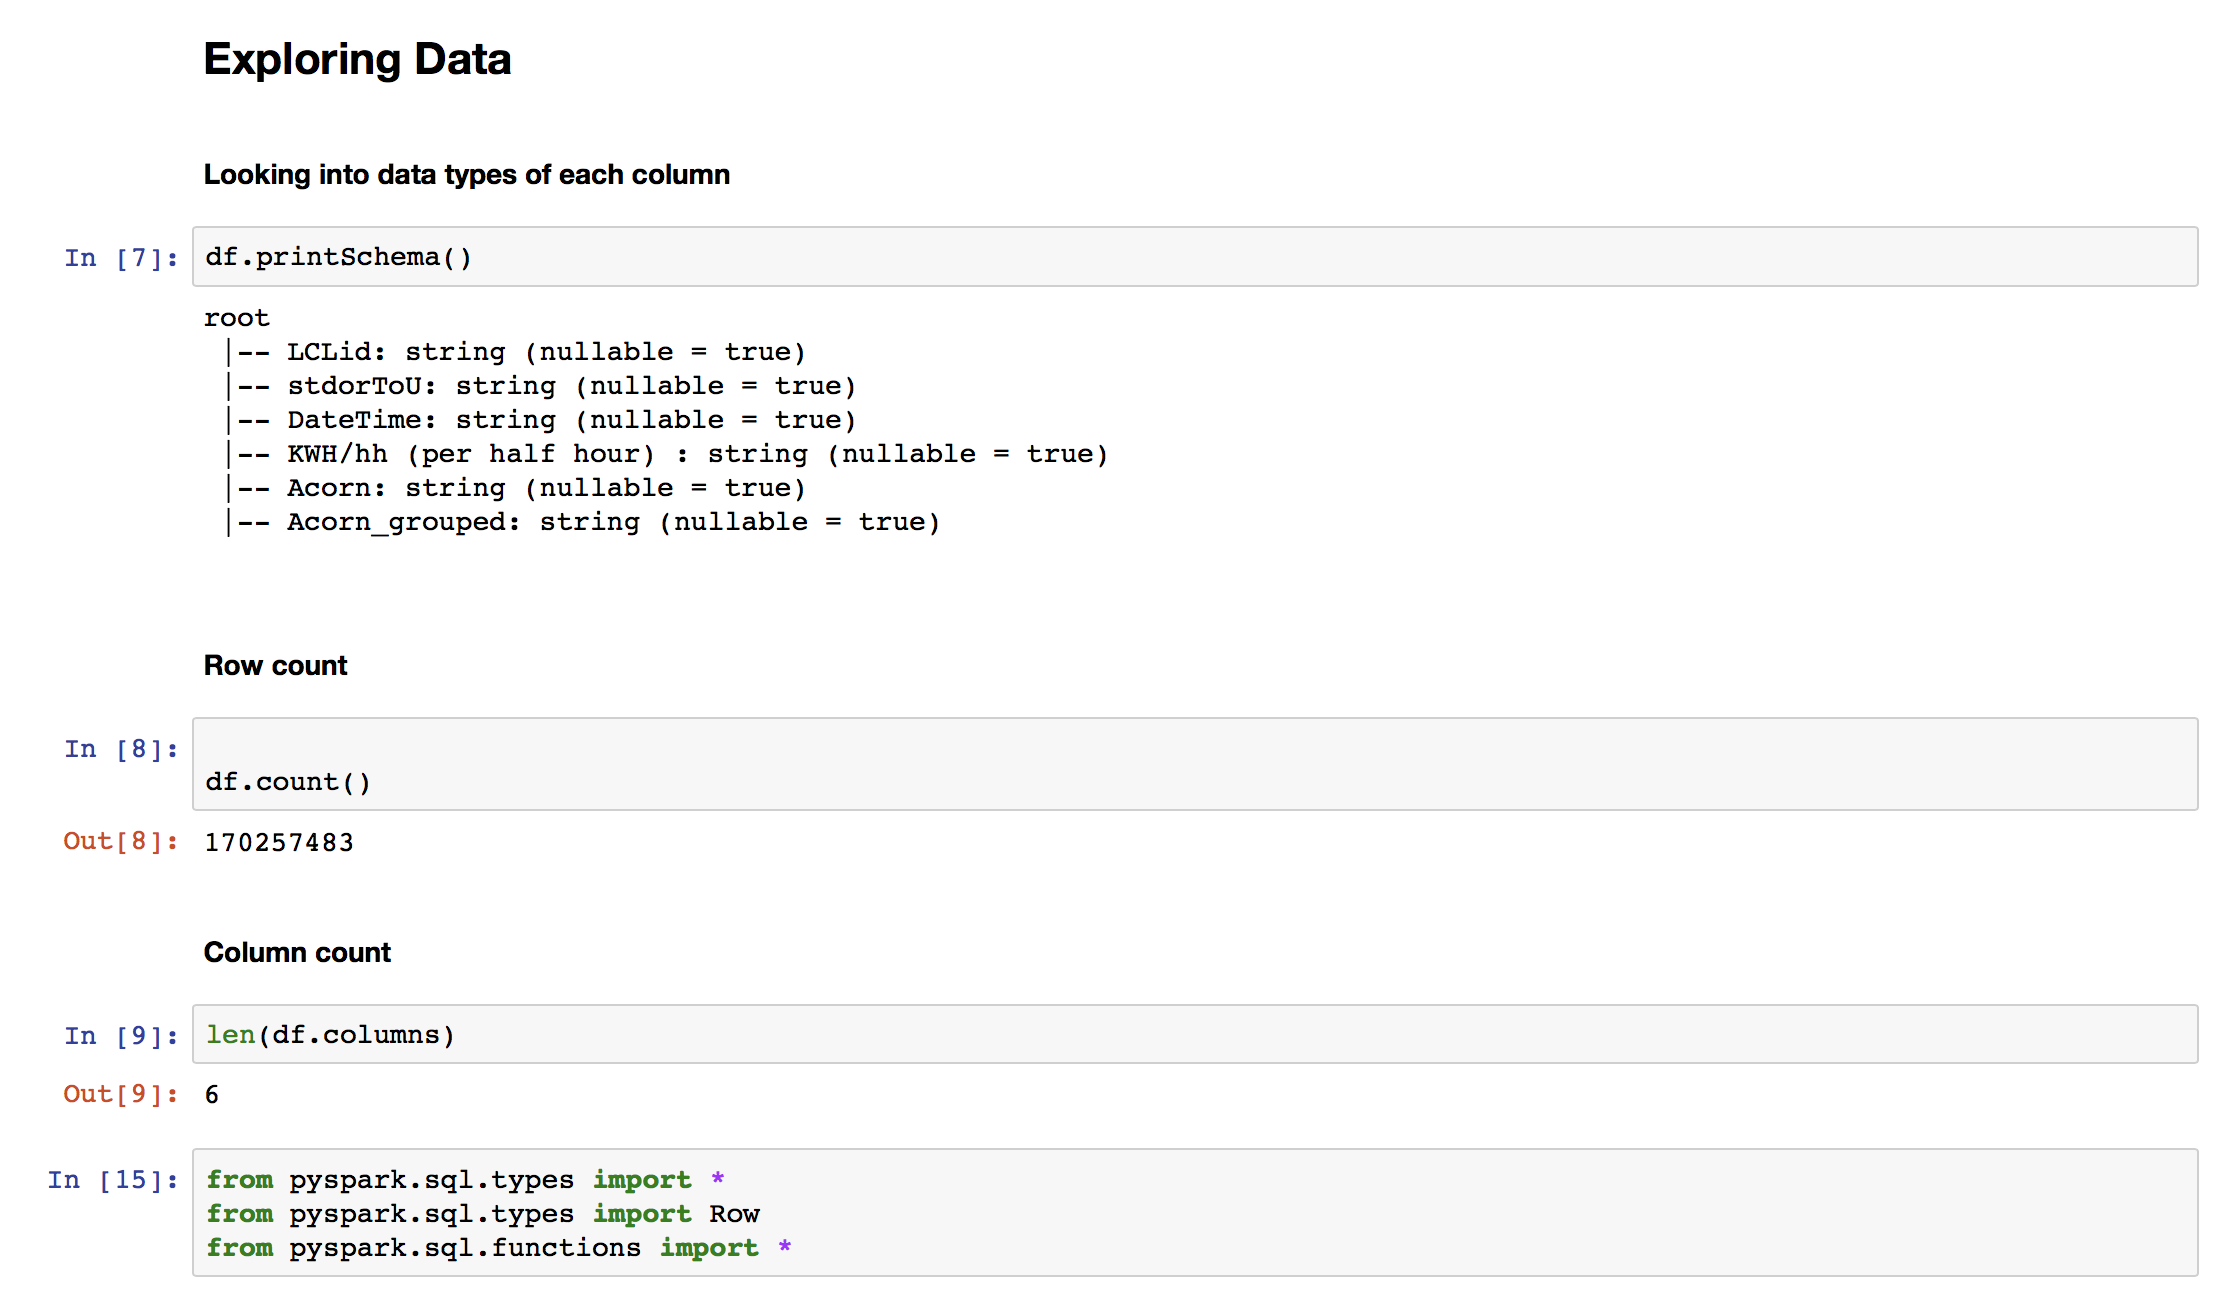 Exploring Data
Looking into data types of each column
In [7]: df.printSchema()
root
 |-- LCLid: string (nullable = true)
 |-- stdorToU: string (nullable = true)
 |-- DateTime: string (nullable = true)
 |-- KWH/hh (per half hour) : string (nullable = true)
 |-- Acorn: string (nullable = true)
 |-- Acorn_grouped: string (nullable = true)
Row count
In [8]:
df.count()
Out[8]: 170257483
Column count
In [9]: len(df.columns)
Out[9]: 6
In [15]: from pyspark.sql.types import *
from pyspark.sql.types import Row
from pyspark.sql.functions import *